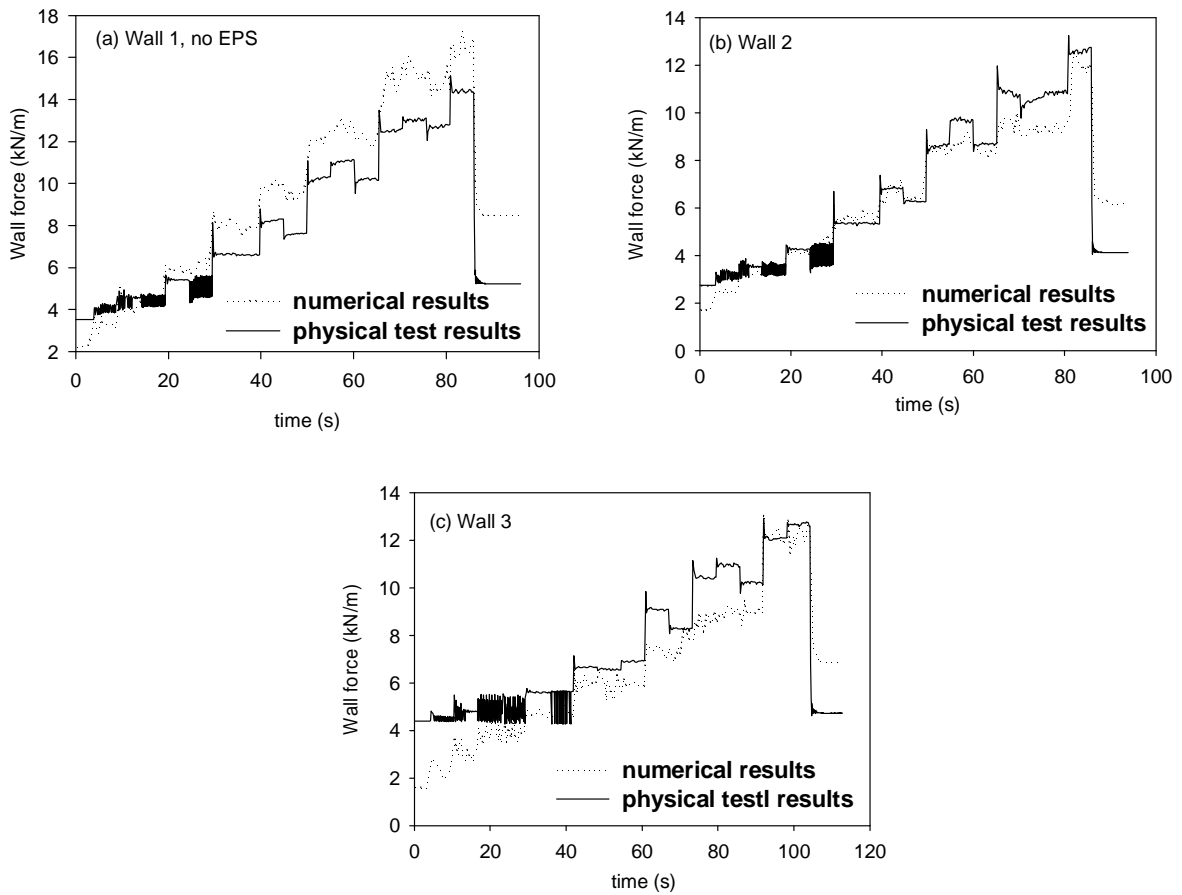 (a) Wall 1, no EPS
Wall force (kN/m)
18
16
14
12
10
8
6
4
2
numerical results
physical test results
0 20 40 60 80 100
time (s)
(b) Wall 2
Wall force (kN/m)
14
12
10
8
6
4
2
0
numerical results
physical test results
0 20 40 60 80 100
time (s)
(c) Wall 3
Wall force (kN/m)
14
12
10
8
6
4
2
0
numerical results
physical testl results
0 20 40 60 80 100 120
time (s)